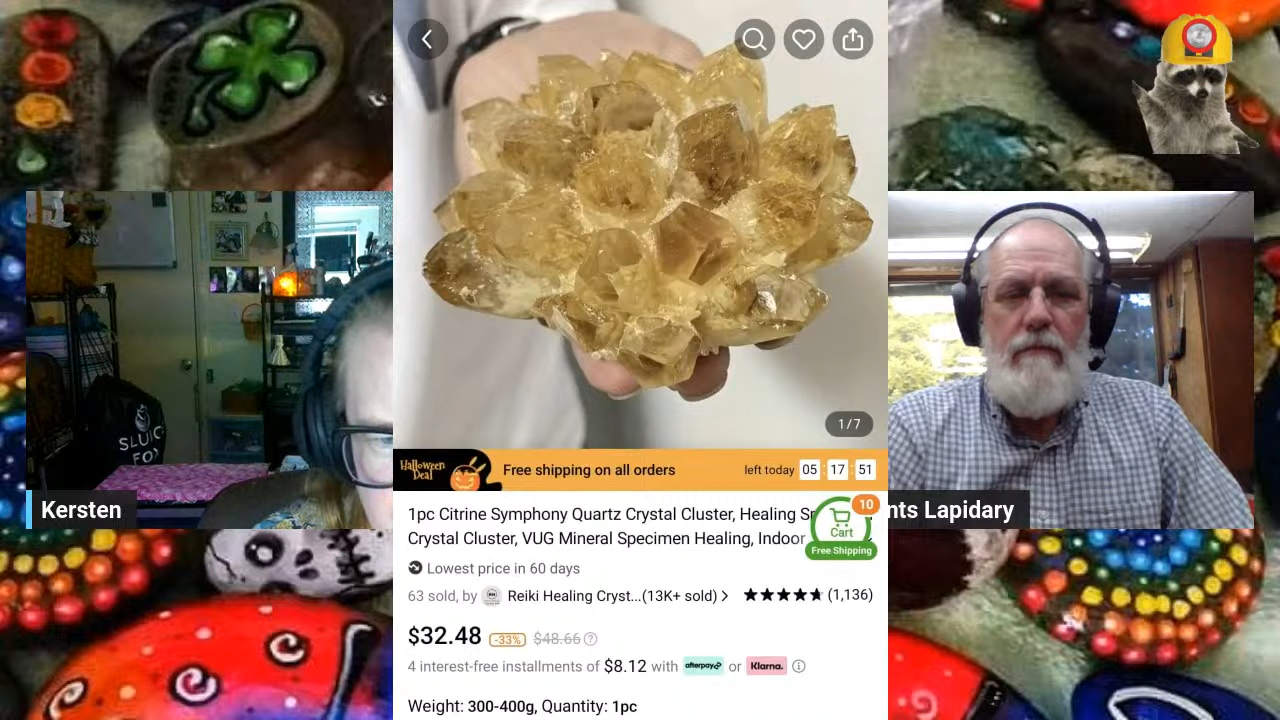 1/7
Halloween
Deal
Free shipping on all orders
left today 05 : 17 : 51
1pc Citrine Symphony Quartz Crystal Cluster, Healing
Crystal Cluster, VUG Mineral Specimen Healing, Indoor
10
Cart
Free Shipping
Lowest price in 60 days
63 sold, by Reiki Healing Cryst...(13K+ sold) (1,136)
$32.48 -33% $48.66
4 interest-free installments of $8.12 with afterpay or Klarna.
Weight: 300-400g, Quantity: 1pc
SLUICE
FOX
Kersten
nts Lapidary